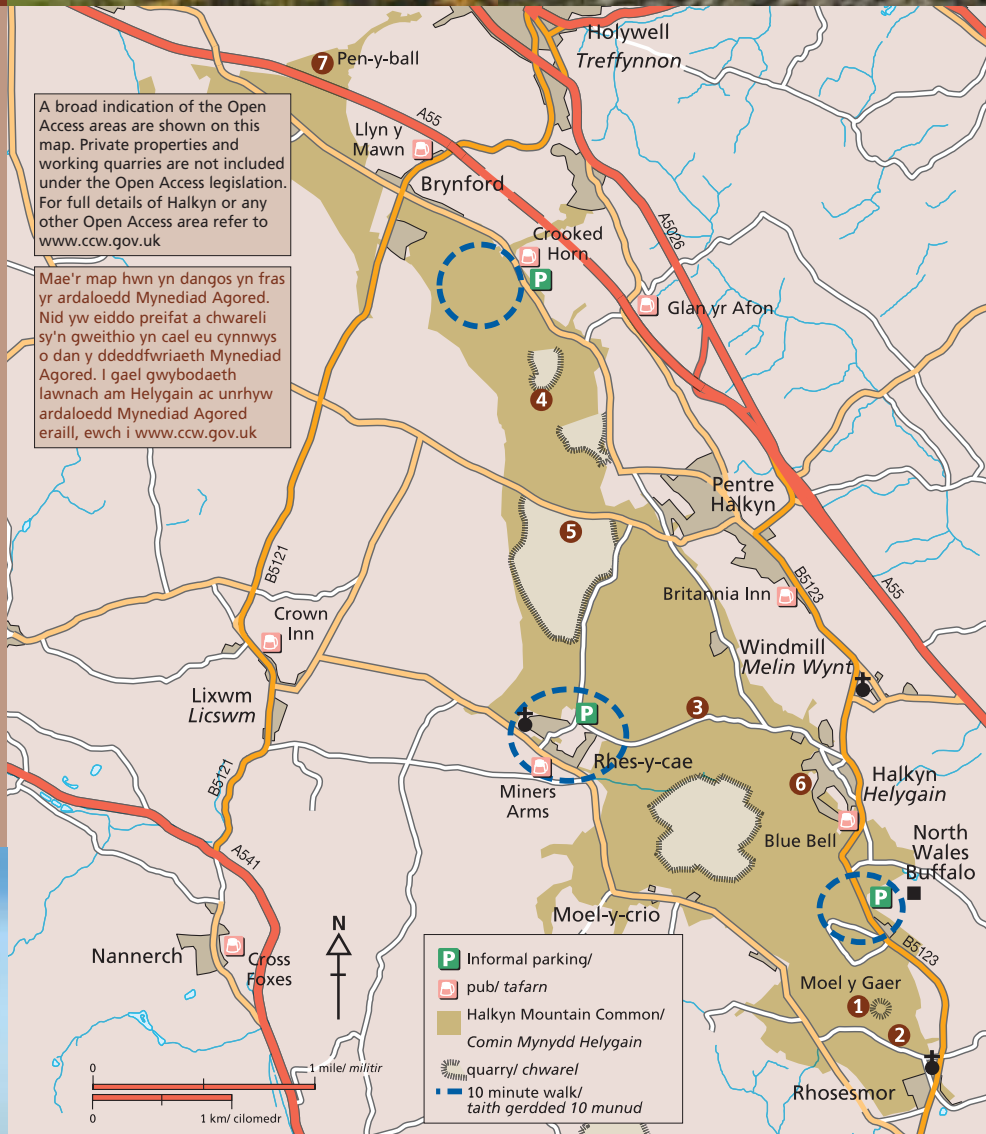 Holywell
Treffynnon
7 Pen-y-ball
A55
A broad indication of the Open
Access areas are shown on this
map. Private properties and
working quarries are not included
under the Open Access legislation.
For full details of Halkyn or any
other Open Access area refer to
www.ccw.gov.uk
Llyn y
Mawn
Brynford
A5026
Crooked
Horn
P
Glan yr Afon
Mae'r map hwn yn dangos yn fras
yr ardaloedd Mynediad Agored.
Nid yw eiddo preifat a chwareli
sy'n gweithio yn cael eu cynnwys
o dan y ddeddfwriaeth Mynediad
Agored. I gael gwybodaeth
lawnach am Helygain ac unrhyw
ardaloedd Mynediad Agored
eraill, ewch i www.ccw.gov.uk
4
Pentre
Halkyn
5
B5121
B5123
A55
Britannia Inn
Crown
Inn
Windmill
Melin Wynt
Lixwm
Licswm
3
P
Rhes-y-cae
B5121
Miners
Arms
6
Halkyn
Helygain
Blue Bell
North
Wales
Buffalo
A541
P
Moel-y-crio
B5123
N
Nannerch
Cross
Foxes
Moel y Gaer
1
2
Rhosesmor
P Informal parking/
pub/ tafarn
Halkyn Mountain Common/
Comin Mynydd Helygain
quarry/ chwarel
10 minute walk/
taith gerdded 10 munud
0 1 mile/ militir
0 1 km/ cilomedr